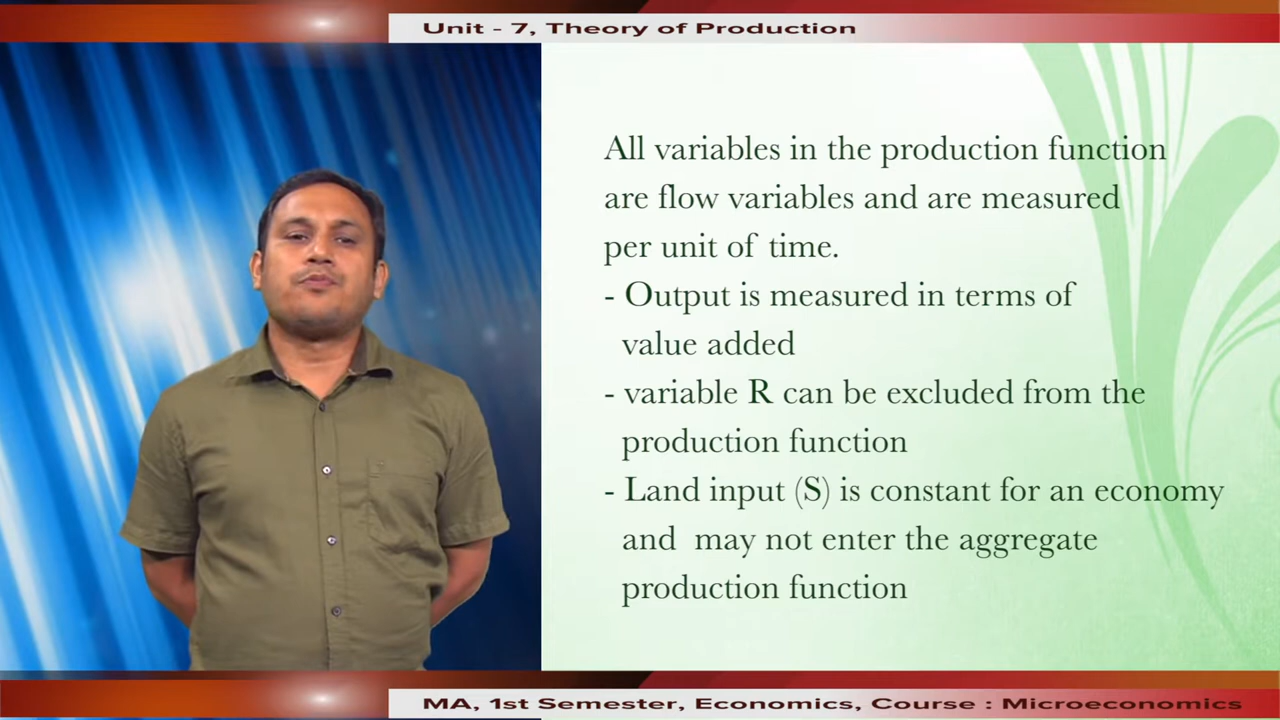 Unit - 7, Theory of Production
All variables in the production function
are flow variables and are measured
per unit of time.
- Output is measured in terms of
value added
- variable R can be excluded from the
production function
- Land input (S) is constant for an economy
and may not enter the aggregate
production function
MA, 1st Semester, Economics, Course : Microeconomics